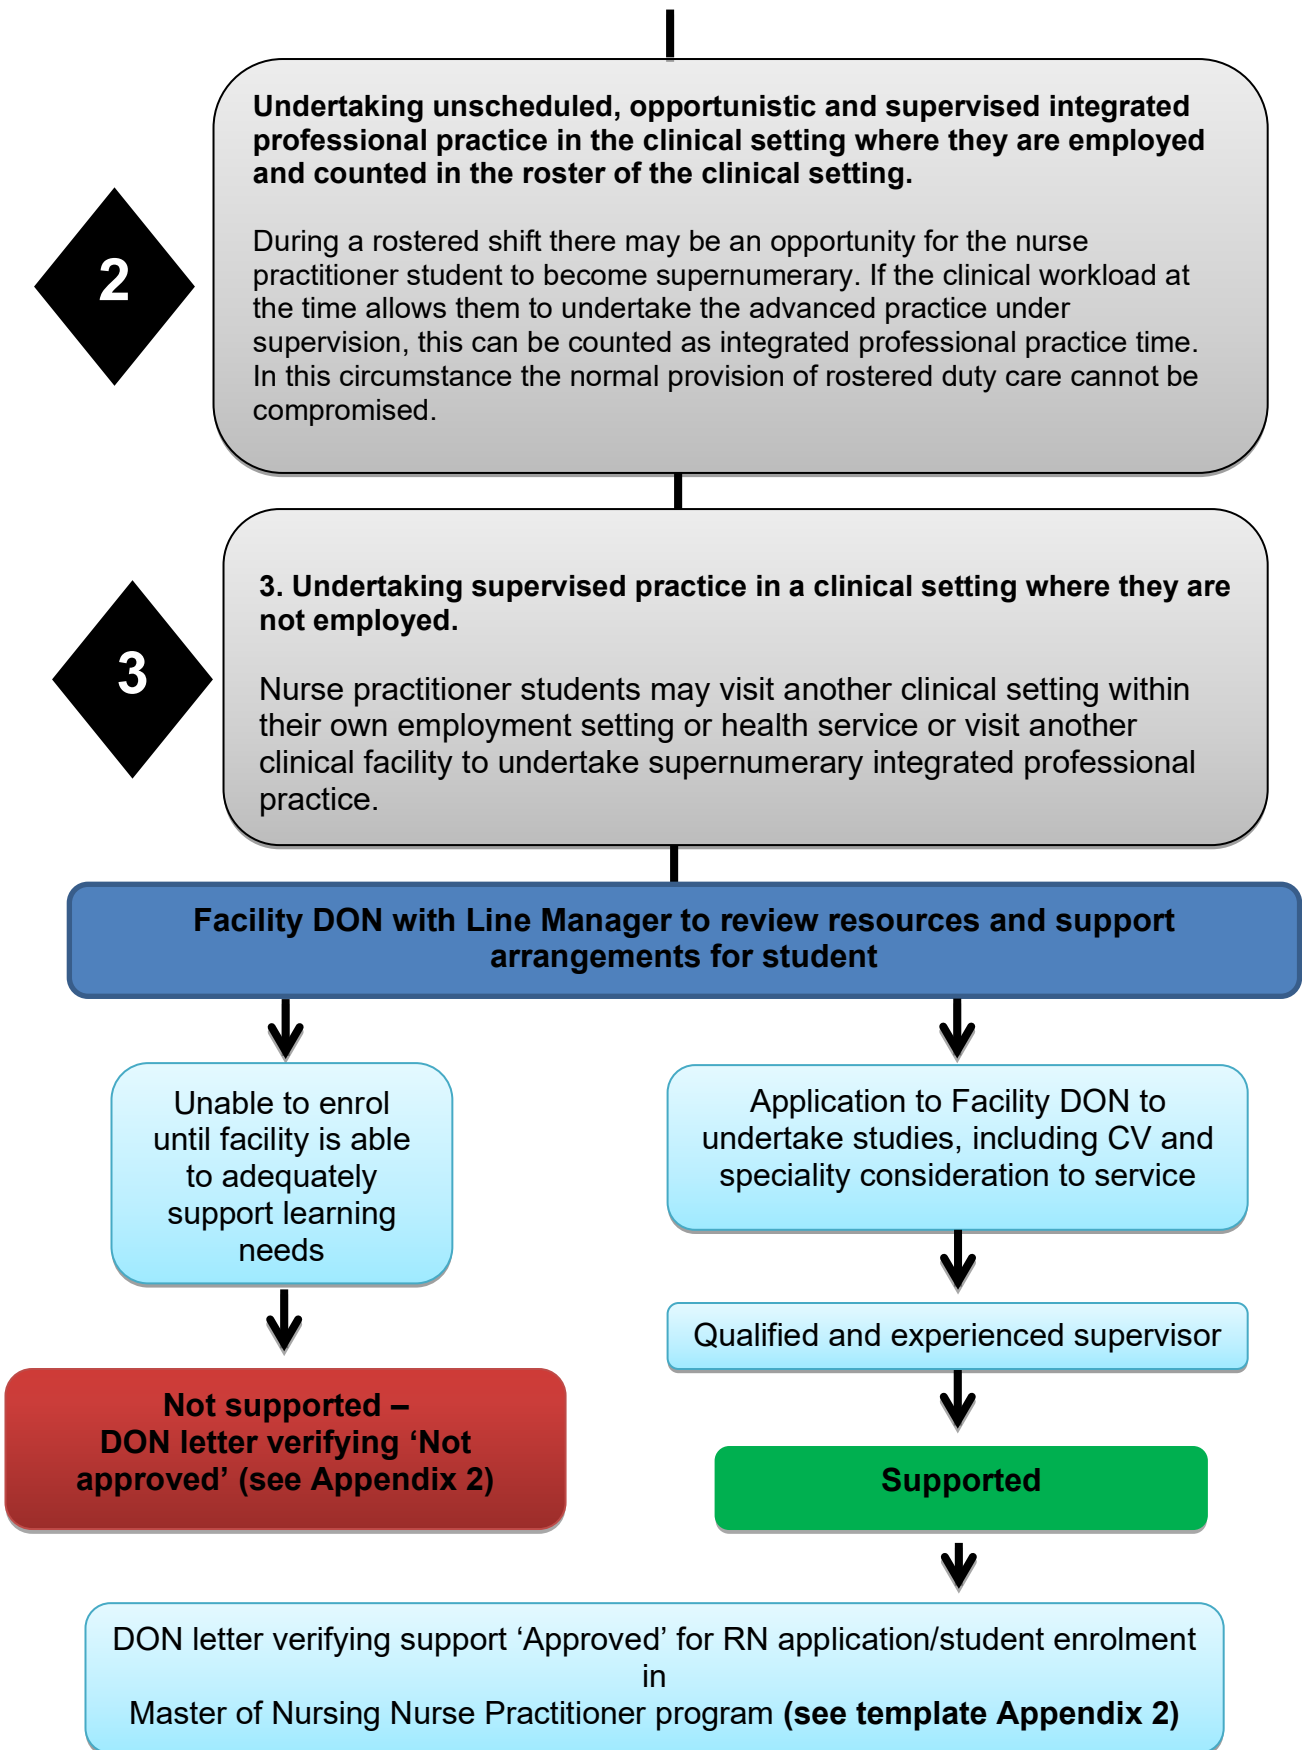 Undertaking unscheduled, opportunistic and supervised integrated
professional practice in the clinical setting where they are employed
and counted in the roster of the clinical setting.
2
During a rostered shift there may be an opportunity for the nurse
practitioner student to become supernumerary. If the clinical workload at
the time allows them to undertake the advanced practice under
supervision, this can be counted as integrated professional practice time.
In this circumstance the normal provision of rostered duty care cannot be
compromised.
3
3. Undertaking supervised practice in a clinical setting where they are
not employed.
Nurse practitioner students may visit another clinical setting within
their own employment setting or health service or visit another
clinical facility to undertake supernumerary integrated professional
practice.
Facility DON with Line Manager to review resources and support
arrangements for student
Unable to enrol
until facility is able
to adequately
support learning
needs
Application to Facility DON to
undertake studies, including CV and
speciality consideration to service
Qualified and experienced supervisor
Not supported –
DON letter verifying ‘Not
approved’ (see Appendix 2)
Supported
DON letter verifying support ‘Approved’ for RN application/student enrolment
in
Master of Nursing Nurse Practitioner program (see template Appendix 2)